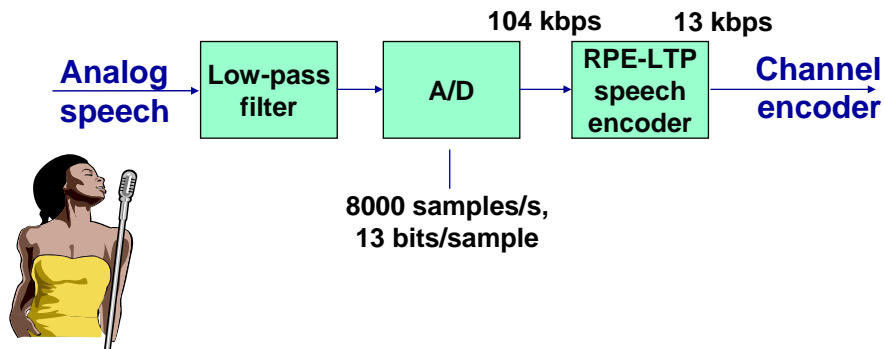 104 kbps
13 kbps
Analog
speech
Low-pass
filter
A/D
RPE-LTP
speech
encoder
Channel
encoder
8000 samples/s,
13 bits/sample